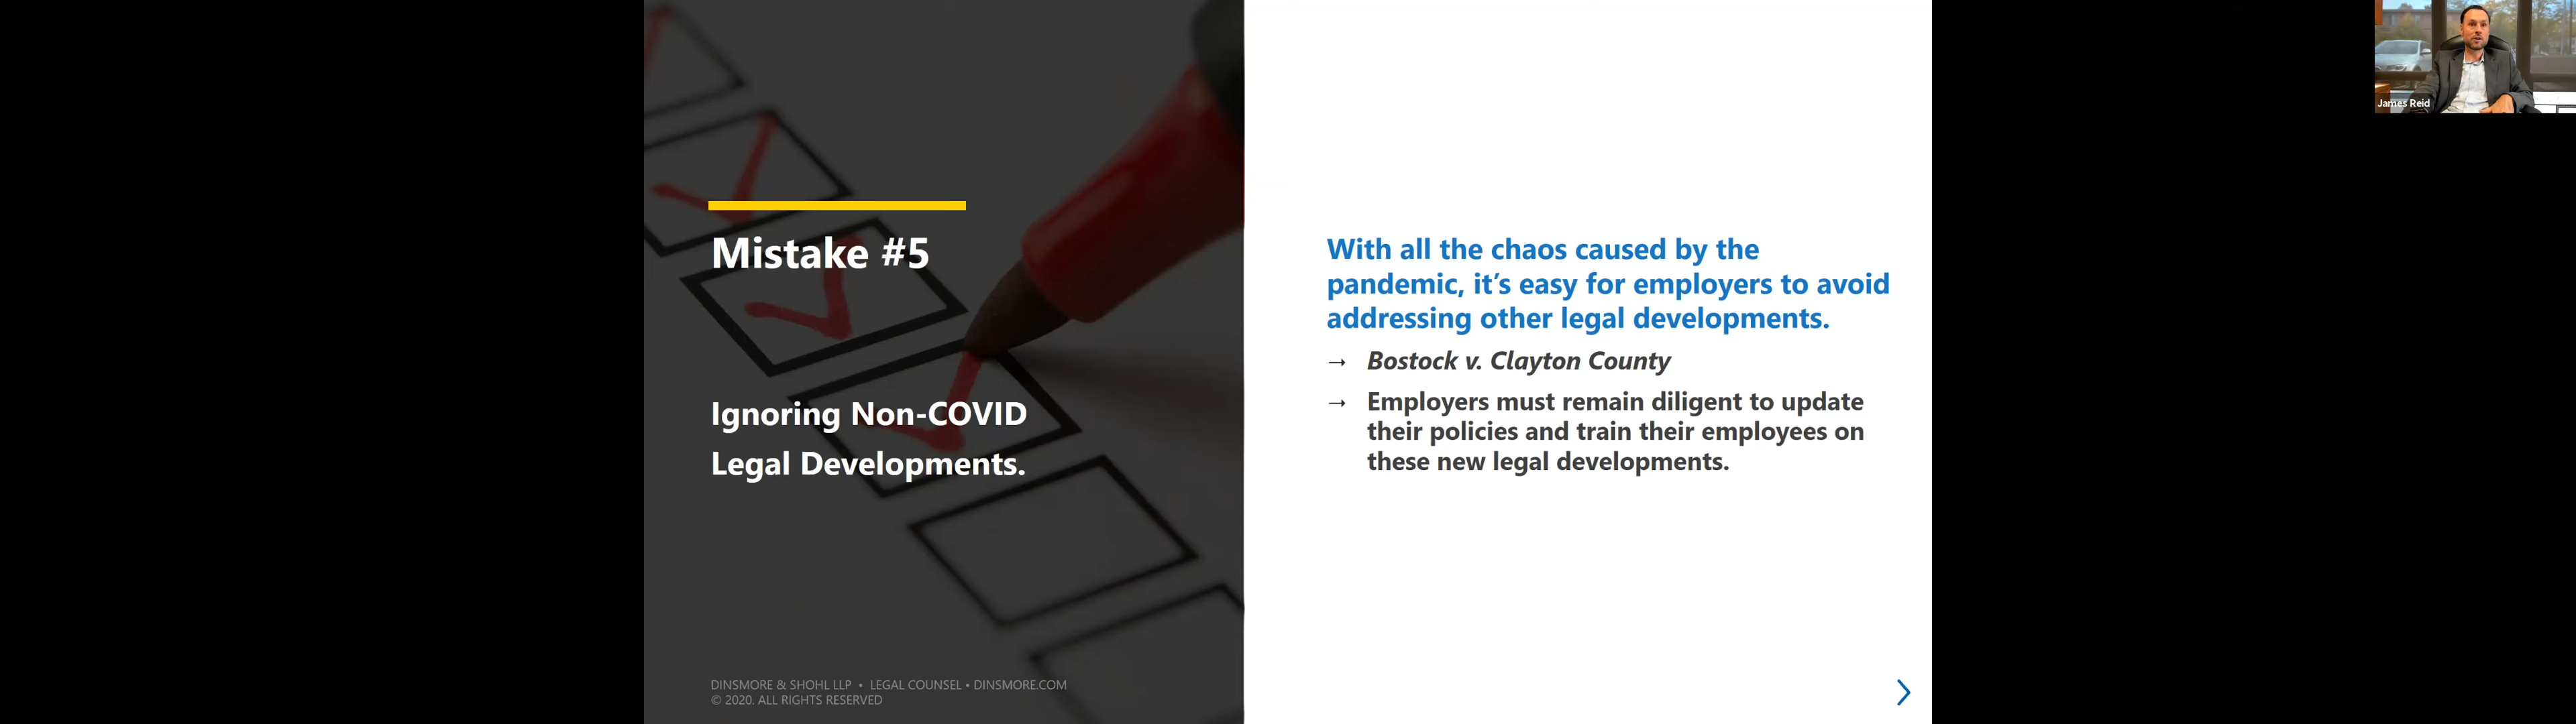 Mistake #5
Ignoring Non-COVID
Legal Developments.
DINSMORE & SHOHL LLP • LEGAL COUNSEL • DINSMORE.COM
© 2020. ALL RIGHTS RESERVED
With all the chaos caused by the
pandemic, it’s easy for employers to avoid
addressing other legal developments.
→ Bostock v. Clayton County
→ Employers must remain diligent to update
their policies and train their employees on
these new legal developments.
James Reid